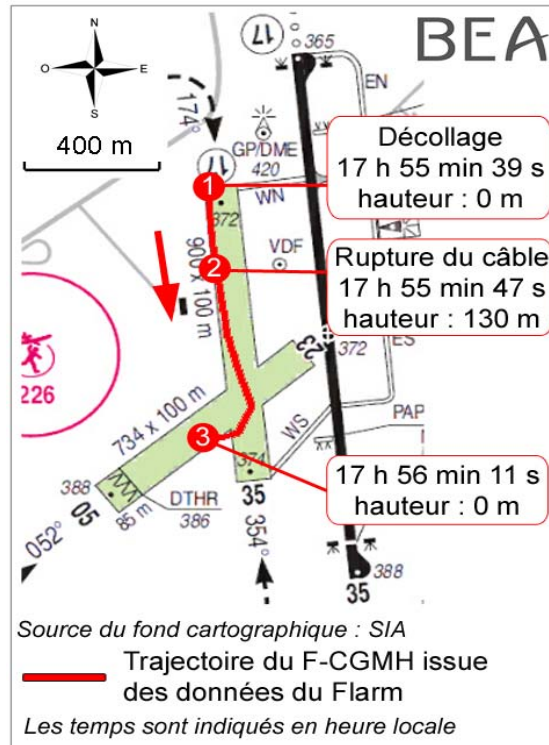 BEA
N
O
E
S
400 m
17
365
174°
EN
GP/DME
420
17
1
Décollage
17 h 55 min 39 s
hauteur : 0 m
372
WN
900 x 100 m
2
VDF
Rupture du câble
17 h 55 min 47 s
hauteur : 130 m
23
372
ES
226
734 x 100 m
3
WS
PAP
374
17 h 56 min 11 s
hauteur : 0 m
388
05
85 m
DTHR
386
35
052°
354°
388
35
Source du fond cartographique : SIA
Trajectoire du F-CGMH issue
des données du Flarm
Les temps sont indiqués en heure locale